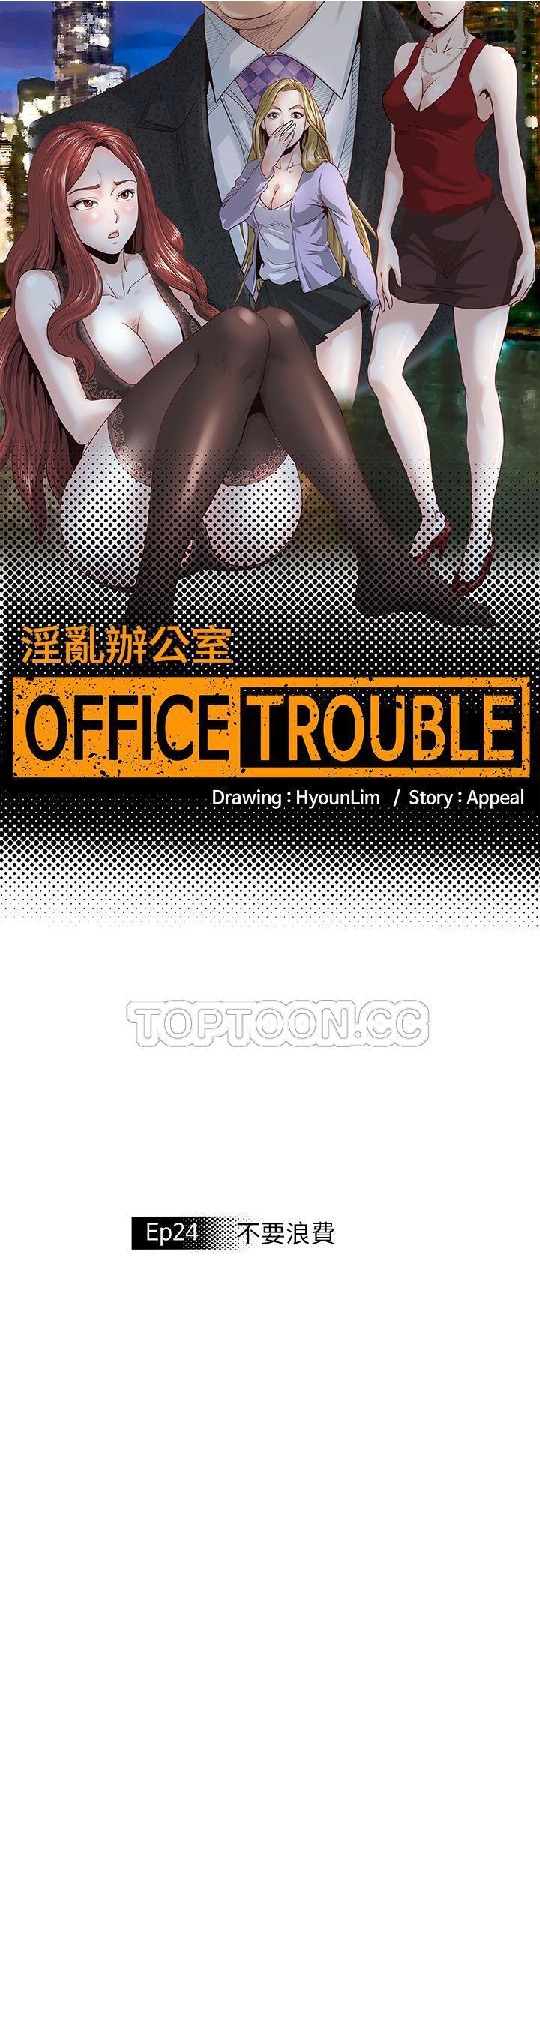 淫亂辦公室
OFFICE TROUBLE
Drawing : HyounLim / Story : Appeal
TOPTOON.CC
Ep24 不要浪費